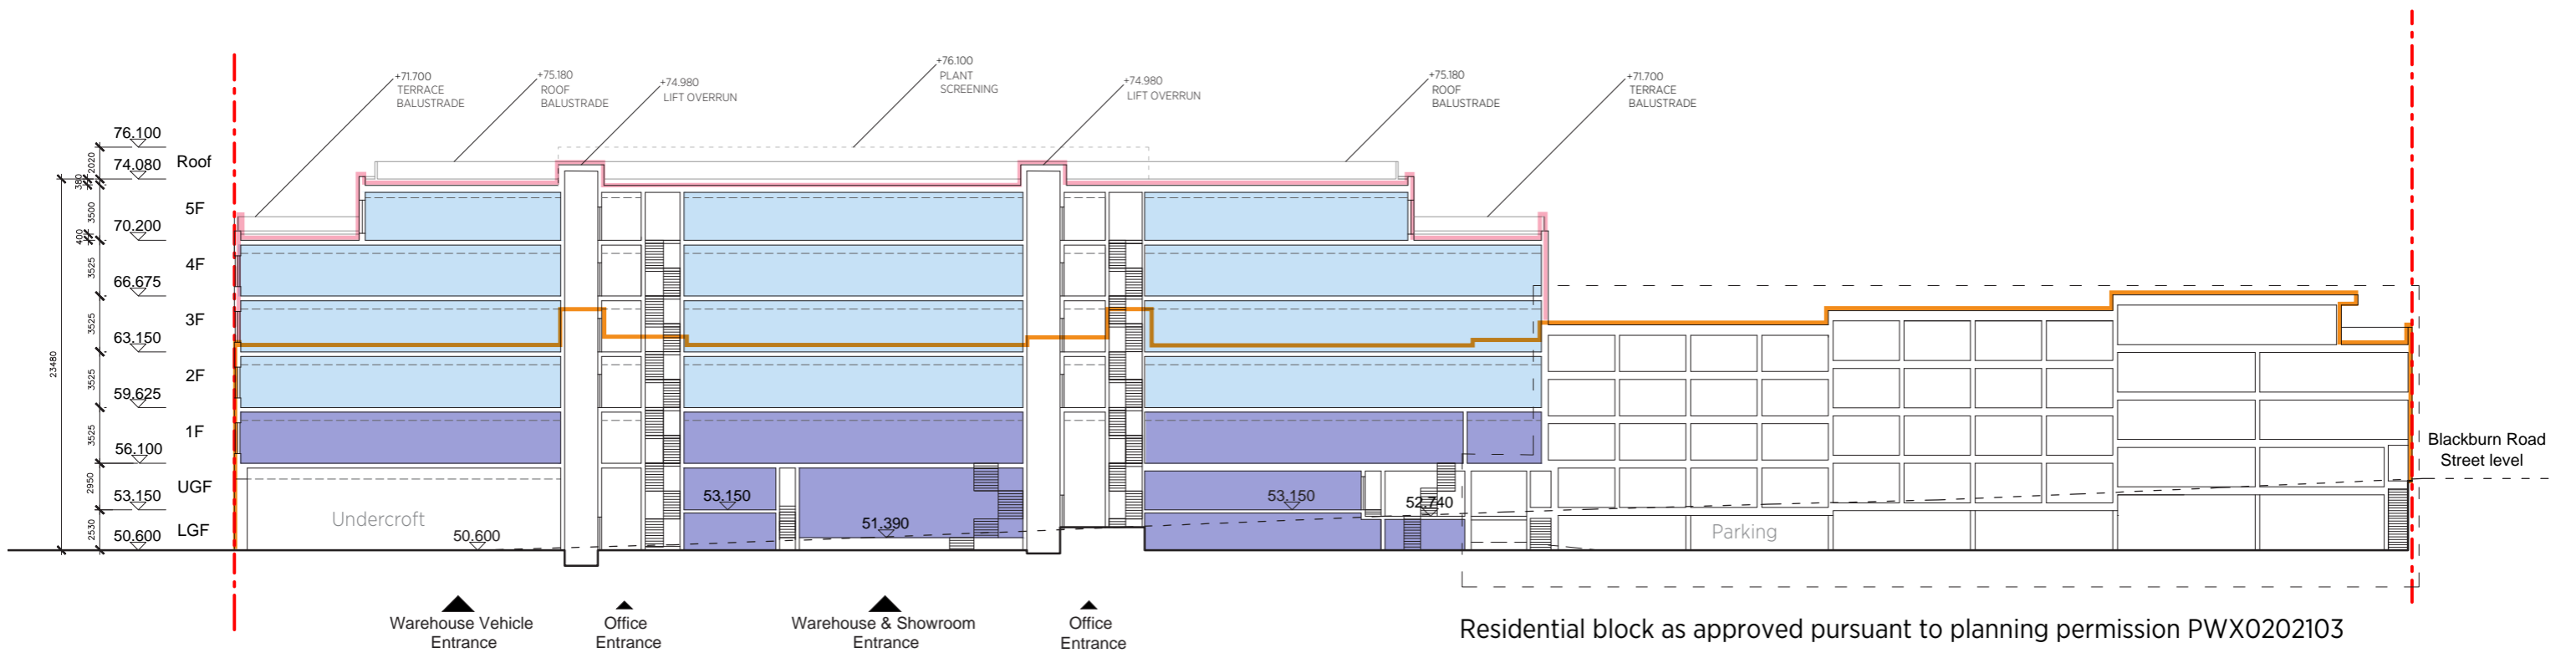 +71.700
TERRACE
BALUSTRADE
+75.180
ROOF
BALUSTRADE
+74.980
LIFT OVERRUN
+76.100
PLANT
SCREENING
+74.980
LIFT OVERRUN
+75.180
ROOF
BALUSTRADE
+71.700
TERRACE
BALUSTRADE
76.100
2020
74.080 Roof
380
3500
5F
70.200
400
3525
4F
66.675
3525
3F
63.150
23480
3525
2F
59.625
3525
1F
56.100
2950
UGF
53.150
2530
LGF
50.600
Undercroft
50.600
53.150
51.390
53.150
52.740
Parking
Blackburn Road
Street level
Warehouse Vehicle
Entrance
Office
Entrance
Warehouse & Showroom
Entrance
Office
Entrance
Residential block as approved pursuant to planning permission PWX0202103